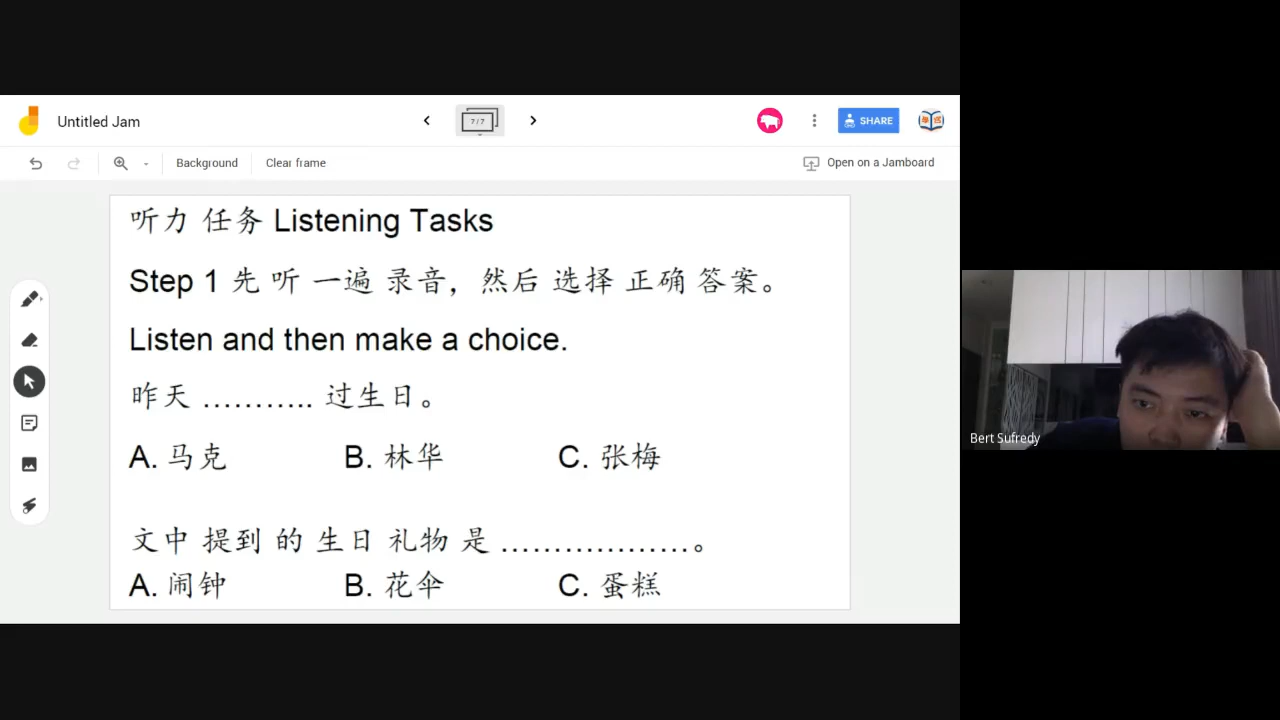 Untitled Jam
7 / 7
SHARE
Background
Clear frame
Open on a Jamboard
听力 任务 Listening Tasks
Step 1 先 听 一遍 录音，然后 选择 正确 答案。
Listen and then make a choice.
昨天 ……….. 过生日。
A. 马克 B. 林华 C. 张梅
文中 提到 的 生日 礼物 是 ………………。
A. 闹钟 B. 花伞 C. 蛋糕
Bert Sufredy